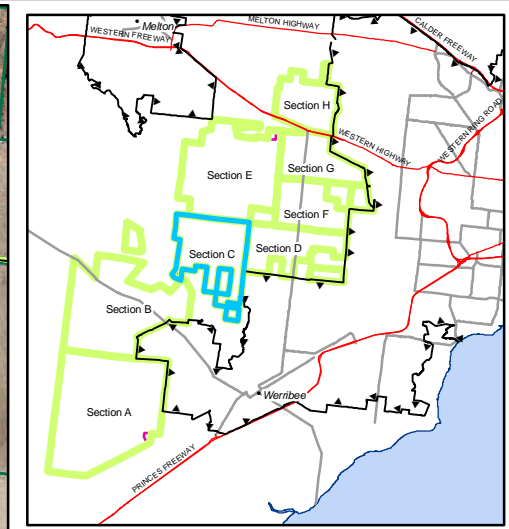 Melton
MELTON HIGHWAY
CALDER FREEWAY
WESTERN FREEWAY
Section H
WESTERN HIGHWAY
WESTERN RING ROAD
Section G
Section E
Section F
Section D
Section C
Section B
Section A
Werribee
PRINCES FREEWAY